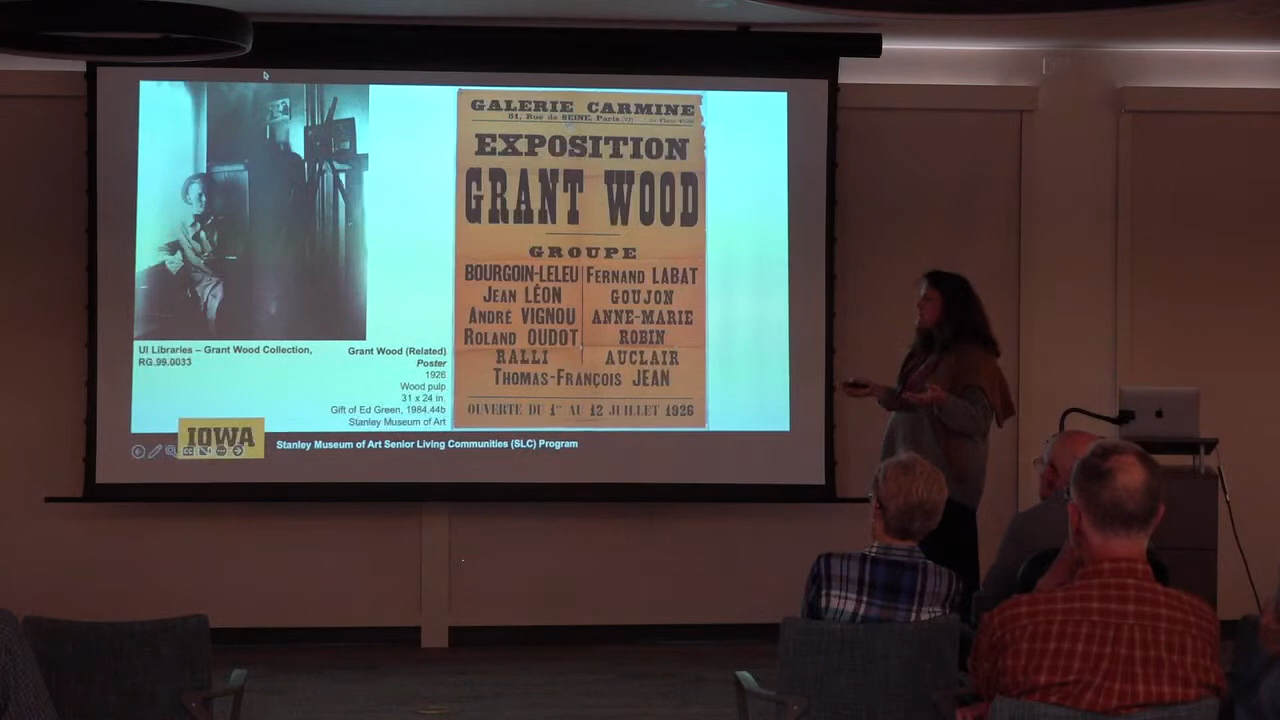 GALERIE CARMINE
51, Rue de SEINE, Paris
EXPOSITION
GRANT WOOD
GROUPE
BOURGOIN-LELEU
JEAN LÉON
ANDRÉ VIGNOU
ROLAND OUDOT
RALLI
FERNAND LABAT
GOUJON
ANNE-MARIE
ROBIN
AUCLAIR
THOMAS-FRANÇOIS JEAN
OUVERTE DU 1er AU 12 JUILLET 1926
UI Libraries – Grant Wood Collection,
RG.99.0033
Grant Wood (Related)
Poster
1926
Wood pulp
31 x 24 in.
Gift of Ed Green, 1984.44b
Stanley Museum of Art
IOWA
Stanley Museum of Art Senior Living Communities (SLC) Program